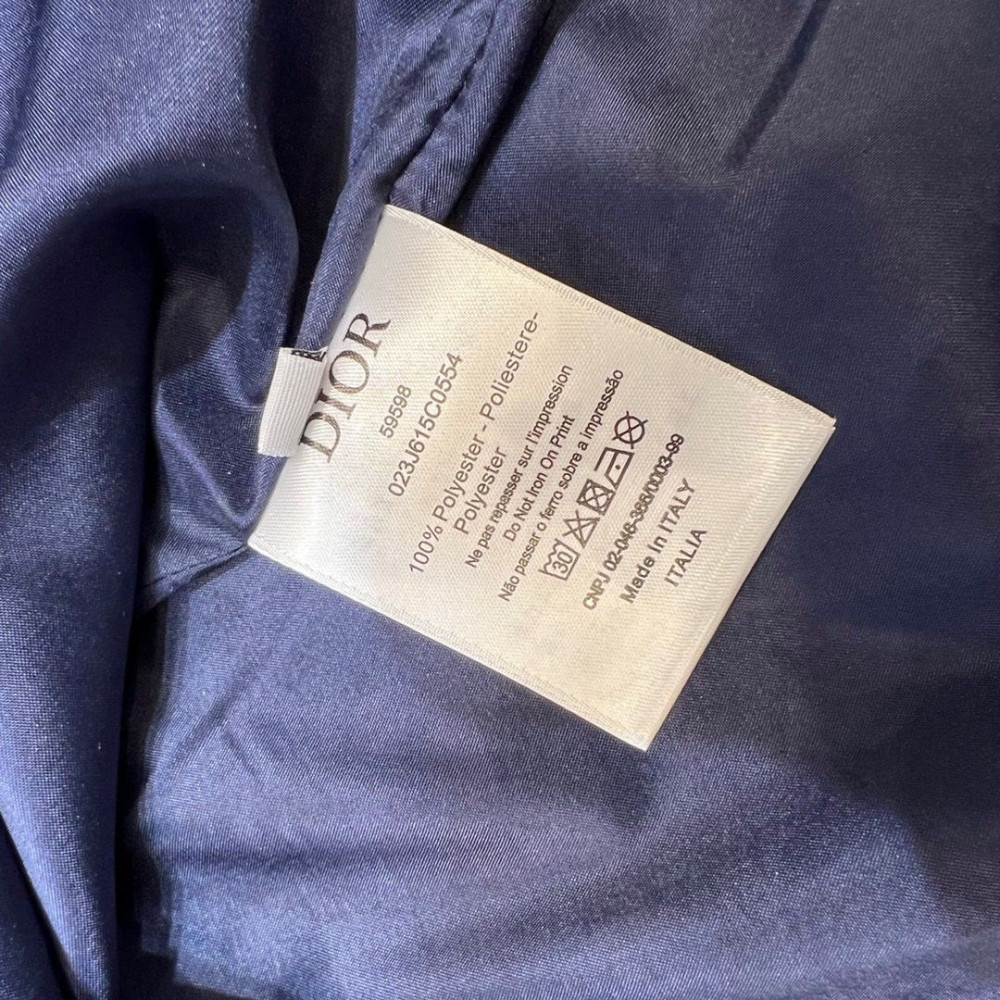 DIOR
59598
023J615C0554
100% Polyester - Poliestere-
Polyester
Ne pas repasser sur l'impression
Do Not Iron On Print
Não passar o ferro sobre a impressão
30
CNPJ 02-046-388/0003-99
Made In ITALY
ITALIA